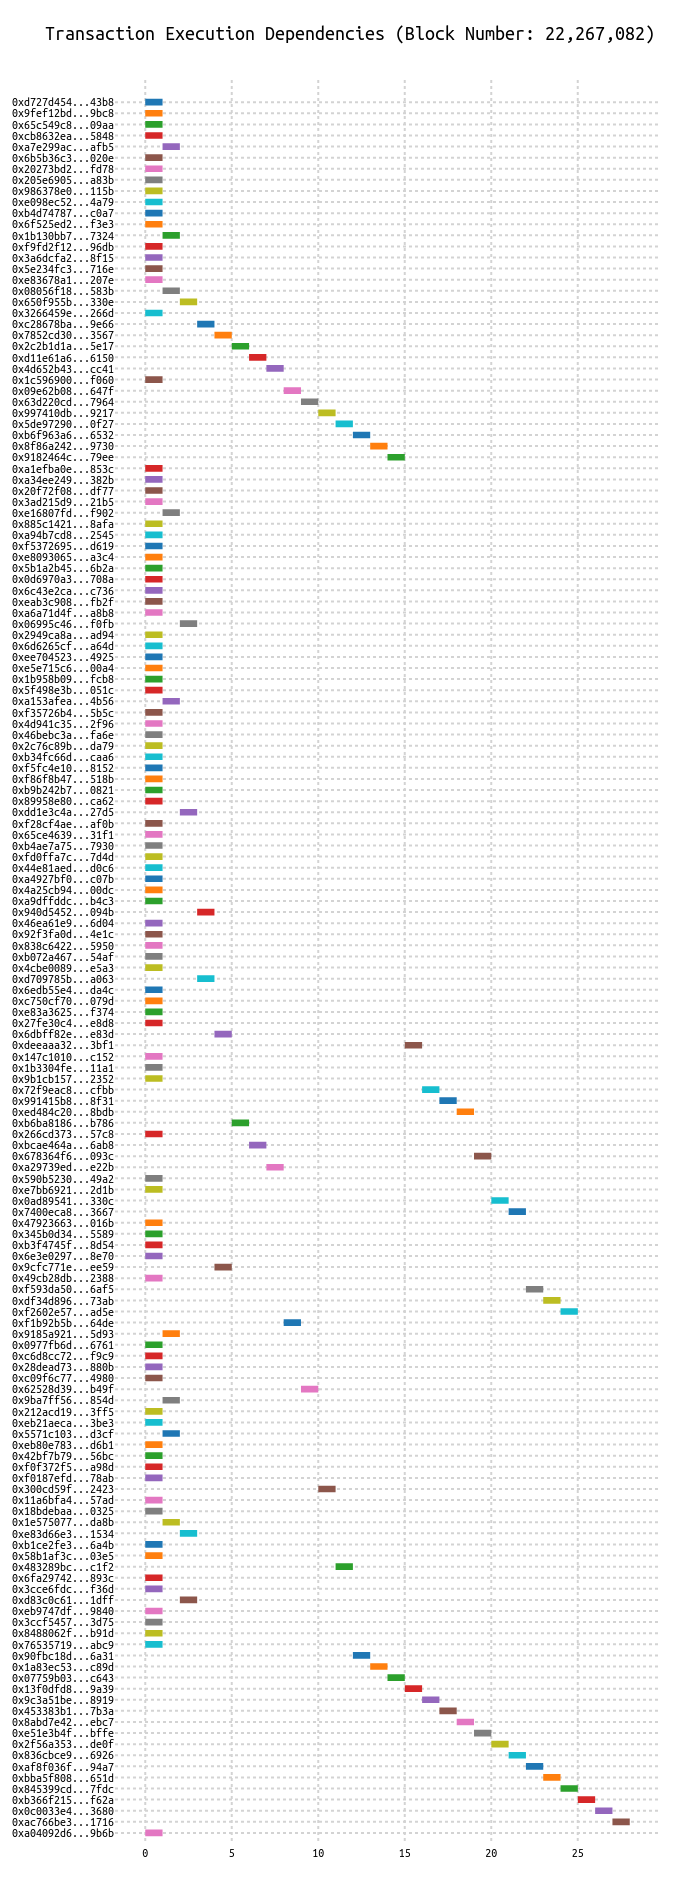 Transaction Execution Dependencies (Block Number: 22,267,082)
0xd727d454...43b8
0x9fef12bd...9bc8
0x65c549c8...09aa
0xcb8632ea...5848
0xa7e299ac...afb5
0x6b5b36c3...020e
0x20273bd2...fd78
0x205e6905...a83b
0x986378e0...115b
0xe098ec52...4a79
0xb4d74787...c0a7
0x6f525ed2...f3e3
0x1b130bb7...7324
0xf9fd2f12...96db
0x3a6dcfa2...8f15
0x5e234fc3...716e
0xe83678a1...207e
0x08056f18...583b
0x650f955b...330e
0x3266459e...266d
0xc28678ba...9e66
0x7852cd30...3567
0x2c2b1d1a...5e17
0xd11e61a6...6150
0x4d652b43...cc41
0x1c596900...f060
0x09e62b08...647f
0x63d220cd...7964
0x997410db...9217
0x5de97290...0f27
0xb6f963a6...6532
0x8f86a242...9730
0x9182464c...79ee
0xa1efba0e...853c
0xa34ee249...382b
0x20f72f08...df77
0x3ad215d9...21b5
0xe16807fd...f902
0x885c1421...8afa
0xa94b7cd8...2545
0xf5372695...d619
0xe8093065...a3c4
0x5b1a2b45...6b2a
0x0d6970a3...708a
0x6c43e2ca...c736
0xeab3c908...fb2f
0xa6a71d4f...a8b8
0x06995c46...f0fb
0x2949ca8a...ad94
0x6d6265cf...a64d
0xee704523...4925
0xe5e715c6...00a4
0x1b958b09...fcb8
0x5f498e3b...051c
0xa153afea...4b56
0xf35726b4...5b5c
0x4d941c35...2f96
0x46bebc3a...fa6e
0x2c76c89b...da79
0xb34fc66d...caa6
0xf5fc4e10...8152
0xf86f8b47...518b
0xb9b242b7...0821
0x89958e80...ca62
0xdd1e3c4a...27d5
0xf28cf4ae...af0b
0x65ce4639...31f1
0xb4ae7a75...7930
0xfd0ffa7c...7d4d
0x44e81aed...d0c6
0xa4927bf0...c07b
0x4a25cb94...00dc
0xa9dffddc...b4c3
0x940d5452...094b
0x46ea61e9...6d04
0x92f3fa0d...4e1c
0x838c6422...5950
0xb072a467...54af
0x4cbe0089...e5a3
0xd709785b...a063
0x6edb55e4...da4c
0xc750cf70...079d
0xe83a3625...f374
0x27fe30c4...e8d8
0x6dbff82e...e83d
0xdeeaaa32...3bf1
0x147c1010...c152
0x1b3304fe...11a1
0x9b1cb157...2352
0x72f9eac8...cfbb
0x991415b8...8f31
0xed484c20...8bdb
0xb6ba8186...b786
0x266cd373...57c8
0xbcae464a...6ab8
0x678364f6...093c
0xa29739ed...e22b
0x590b5230...49a2
0xe7bb6921...2d1b
0x0ad89541...330c
0x7400eca8...3667
0x47923663...016b
0x345b0d34...5589
0xb3f4745f...8d54
0x6e3e0297...8e70
0x9cfc771e...ee59
0x49cb28db...2388
0xf593da50...6af5
0xdf34d896...73ab
0xf2602e57...ad5e
0xf1b92b5b...64de
0x9185a921...5d93
0x0977fb6d...6761
0xc6d8cc72...f9c9
0x28dead73...880b
0xc09f6c77...4980
0x62528d39...b49f
0x9ba7ff56...854d
0x212acd19...3ff5
0xeb21aeca...3be3
0x5571c103...d3cf
0xeb80e783...d6b1
0x42bf7b79...56bc
0xf0f372f5...a98d
0xf0187efd...78ab
0x300cd59f...2423
0x11a6bfa4...57ad
0x18bdebaa...0325
0x1e575077...da8b
0xe83d66e3...1534
0xb1ce2fe3...6a4b
0x58b1af3c...03e5
0x483289bc...c1f2
0x6fa29742...893c
0x3cce6fdc...f36d
0xd83c0c61...1dff
0xeb9747df...9840
0x3ccf5457...3d75
0x8488062f...b91d
0x76535719...abc9
0x90fbc18d...6a31
0x1a83ec53...c89d
0x07759b03...c643
0x13f0dfd8...9a39
0x9c3a51be...8919
0x453383b1...7b3a
0x8abd7e42...ebc7
0xe51e3b4f...bffe
0x2f56a353...de0f
0x836cbce9...6926
0xaf8f036f...94a7
0xbba5f808...651d
0x845399cd...7fdc
0xb366f215...f62a
0x0c0033e4...3680
0xac766be3...1716
0xa04092d6...9b6b
0 5 10 15 20 25